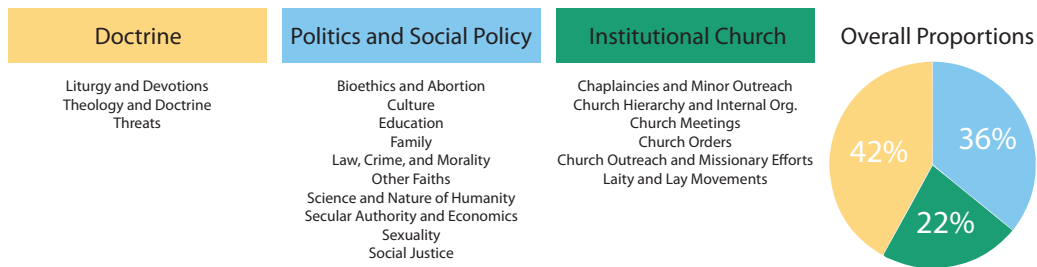 Doctrine
Liturgy and Devotions
Theology and Doctrine
Threats
Politics and Social Policy
Bioethics and Abortion
Culture
Education
Family
Law, Crime, and Morality
Other Faiths
Science and Nature of Humanity
Secular Authority and Economics
Sexuality
Social Justice
Institutional Church
Chaplaincies and Minor Outreach
Church Hierarchy and Internal Org.
Church Meetings
Church Orders
Church Outreach and Missionary Efforts
Laity and Lay Movements
Overall Proportions
42%
36%
22%